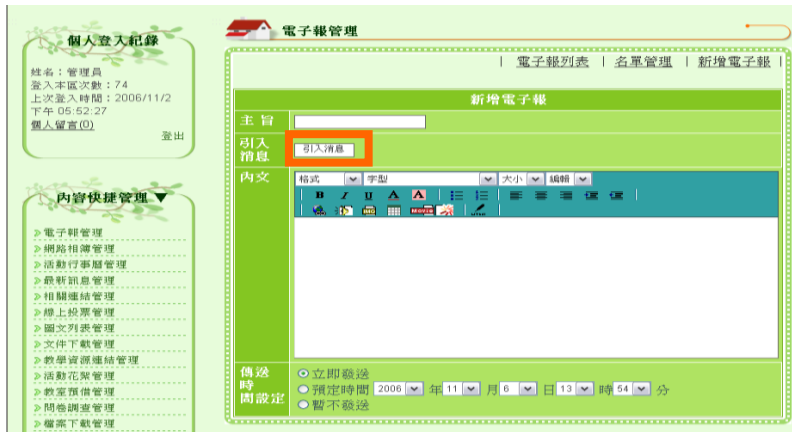 個人登入紀錄
姓名：管理員
登入本區次數：74
上次登入時間：2006/11/2
下午 05:52:27
個人留言(0)
登出
內容快捷管理 ▼
電子報管理
網路相簿管理
活動行事曆管理
最新訊息管理
相關連結管理
線上投票管理
圖文列表管理
文件下載管理
教學資源連結管理
活動花絮管理
教室預借管理
問卷調查管理
檔案下載管理
電子報管理
| 電子報列表 | 名單管理 | 新增電子報 |
新增電子報
主旨
引入
消息
引入消息
內文
格式 字型 大小 編輯
B I U A A
傳送
時
間設定
立即發送
預定時間 2006 年 11 月 6 日 13 時 54 分
暫不發送